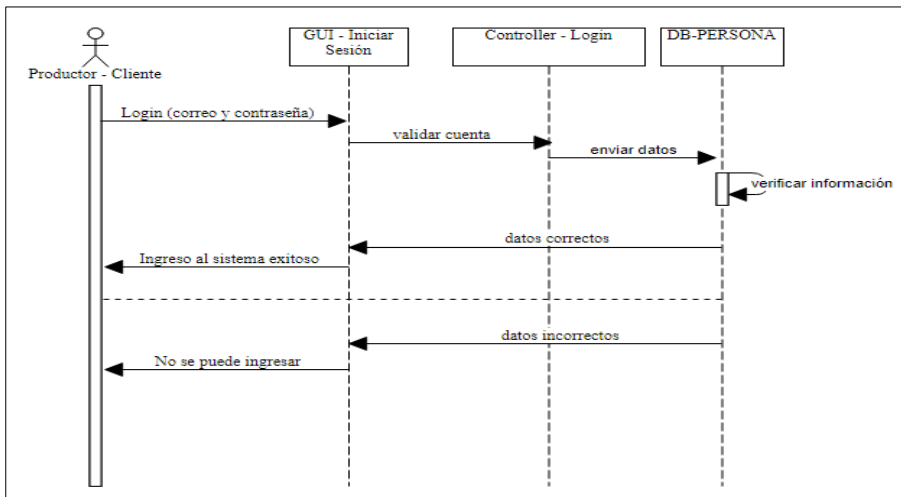 GUI - Iniciar
Sesión
Controller - Login
DB-PERSONA
Productor - Cliente
Login (correo y contraseña)
validar cuenta
enviar datos
verificar información
datos correctos
Ingreso al sistema exitoso
datos incorrectos
No se puede ingresar